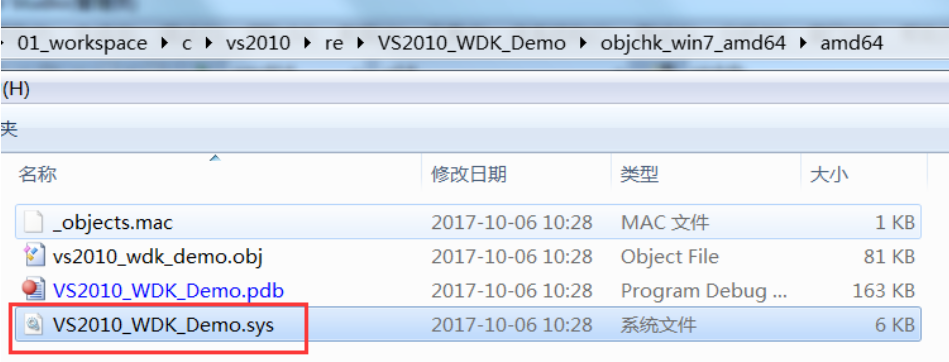 01_workspace ▸ c ▸ vs2010 ▸ re ▸ VS2010_WDK_Demo ▸ objchk_win7_amd64 ▸ amd64
(H)
夹
名称 修改日期 类型 大小
_objects.mac 2017-10-06 10:28 MAC 文件 1 KB
vs2010_wdk_demo.obj 2017-10-06 10:28 Object File 81 KB
VS2010_WDK_Demo.pdb 2017-10-06 10:28 Program Debug ... 163 KB
VS2010_WDK_Demo.sys 2017-10-06 10:28 系统文件 6 KB